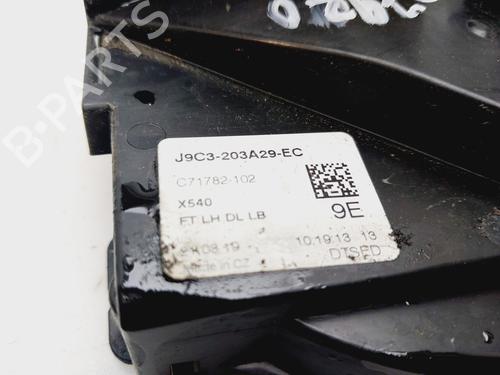 B-PARTS
J9C3-203A29-EC
C71782-102
X540
FT LH DL LB
9E
10.19.13 13
DTSED